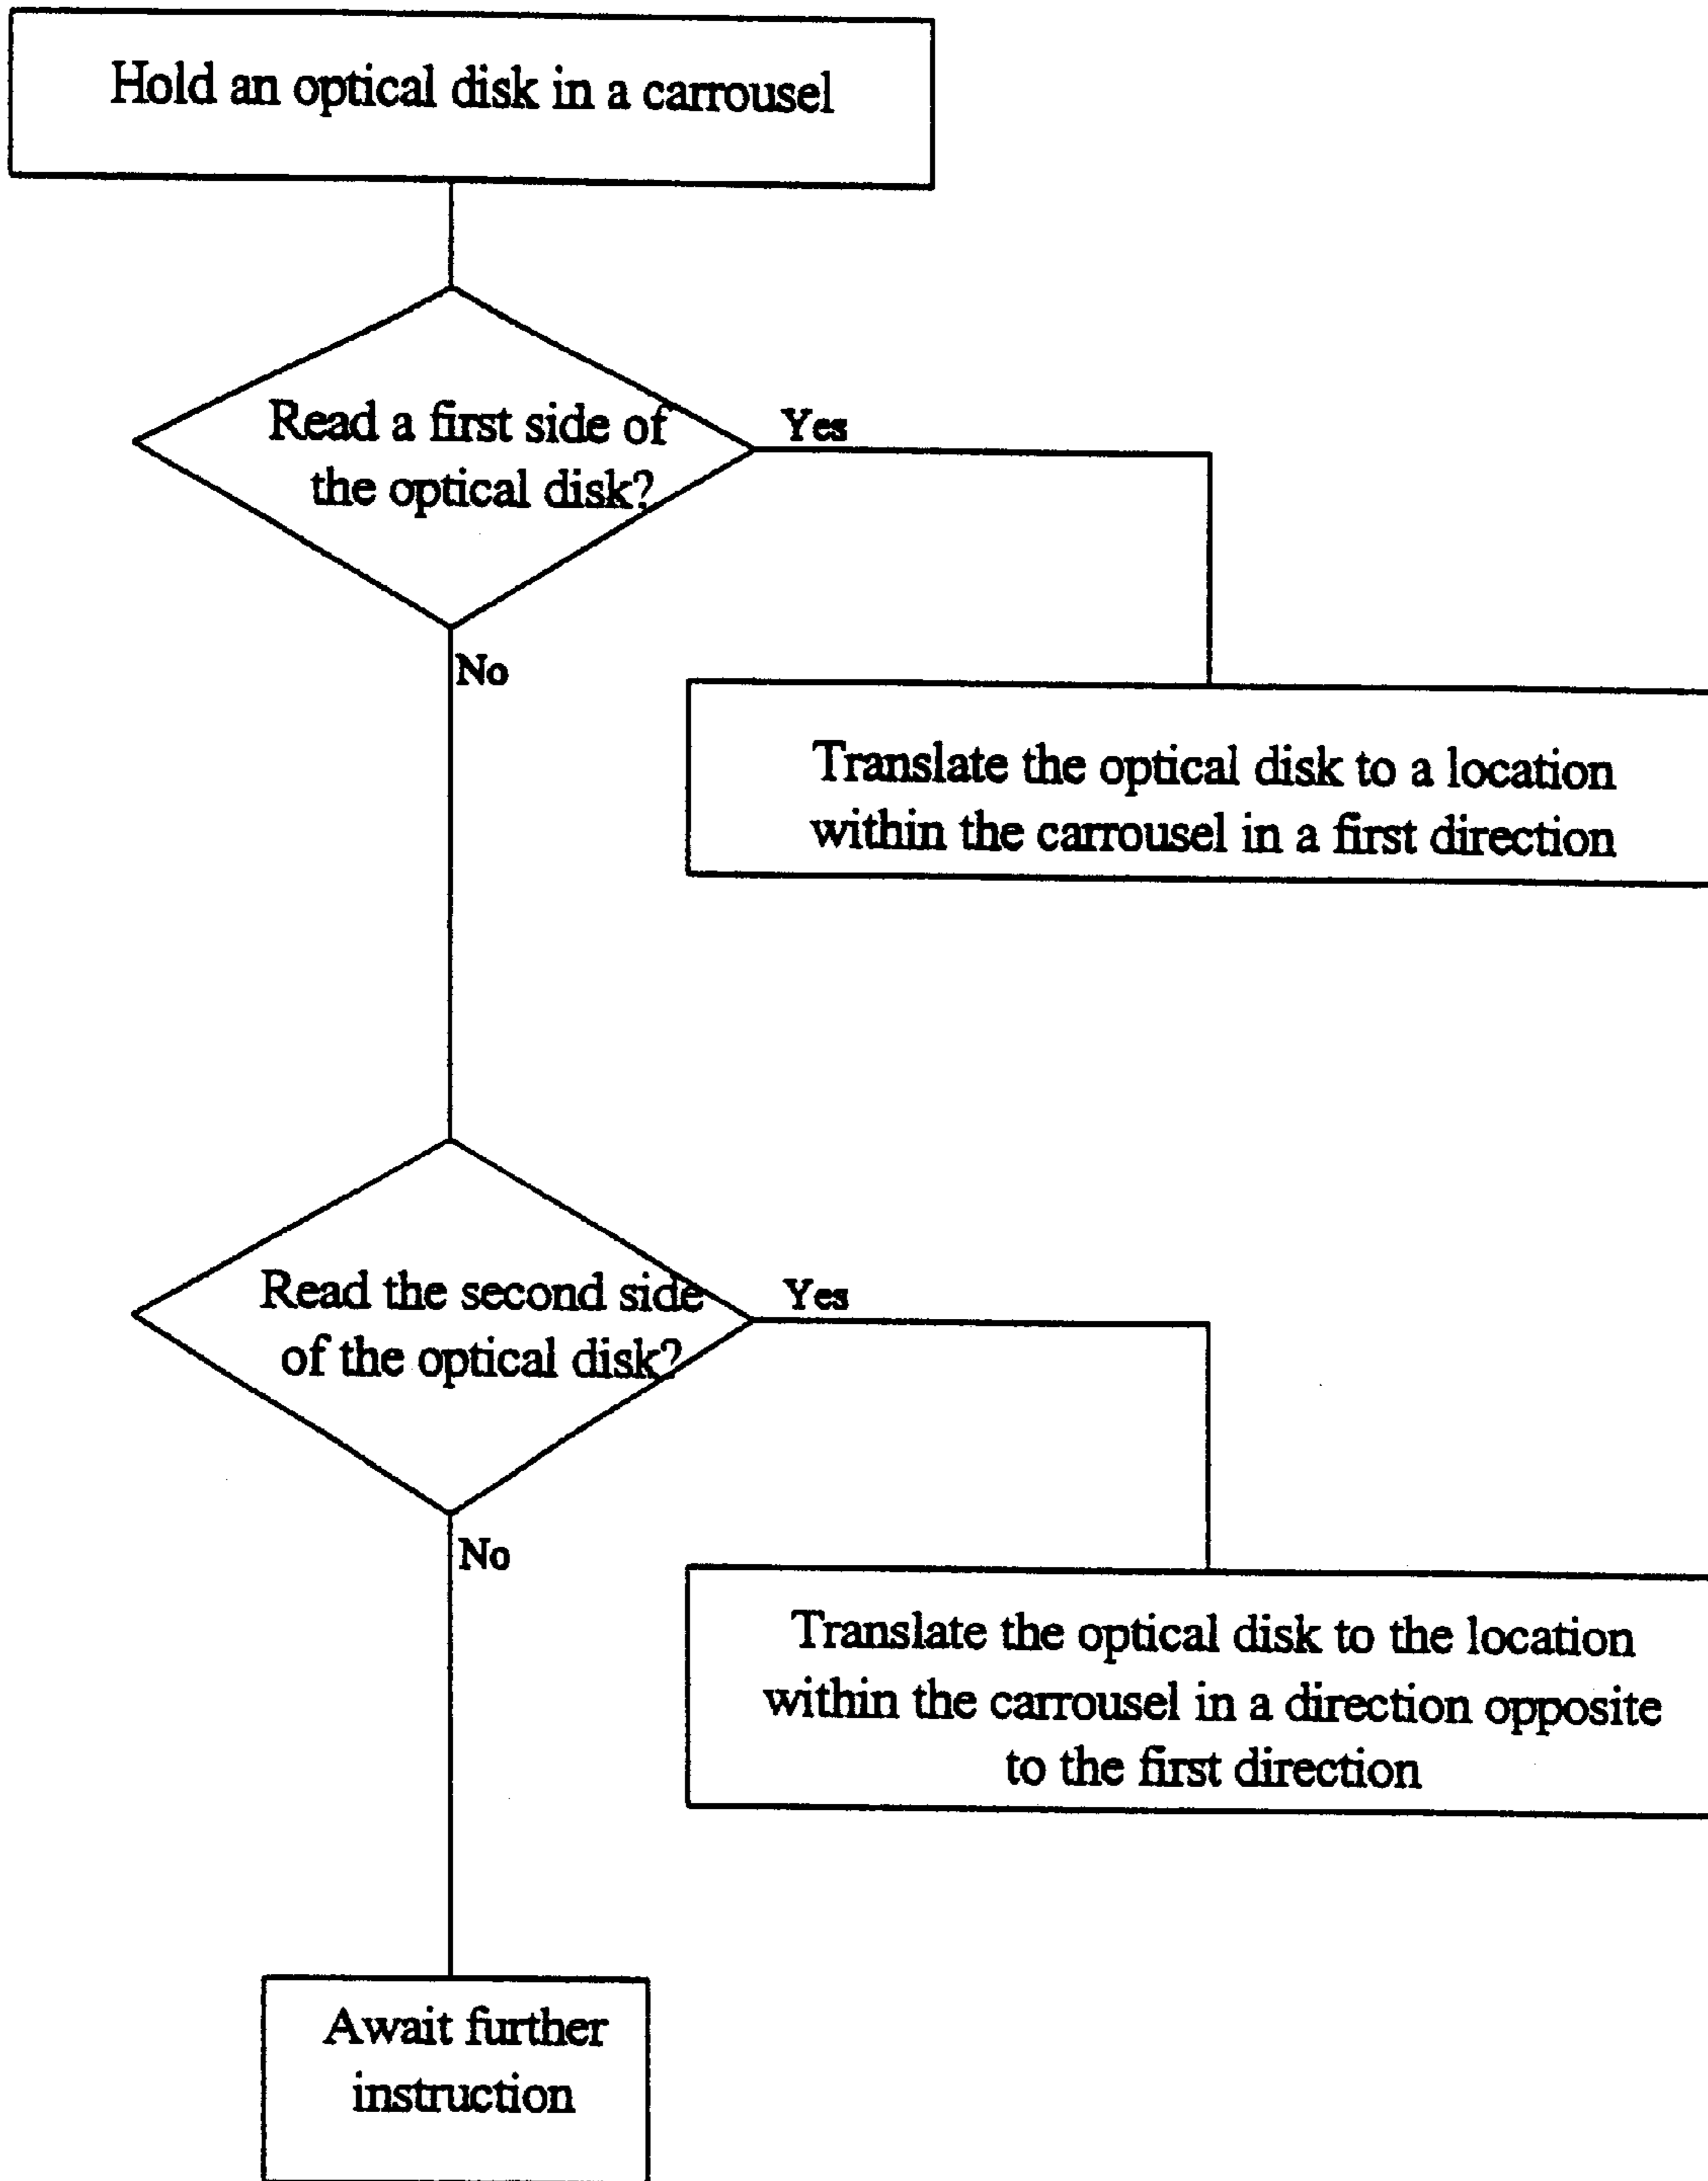 Hold an optical disk in a carrousel
Read a first side of
the optical disk?
Yes
No
Translate the optical disk to a location
within the carrousel in a first direction
Read the second side
of the optical disk?
Yes
No
Translate the optical disk to the location
within the carrousel in a direction opposite
to the first direction
Await further
instruction